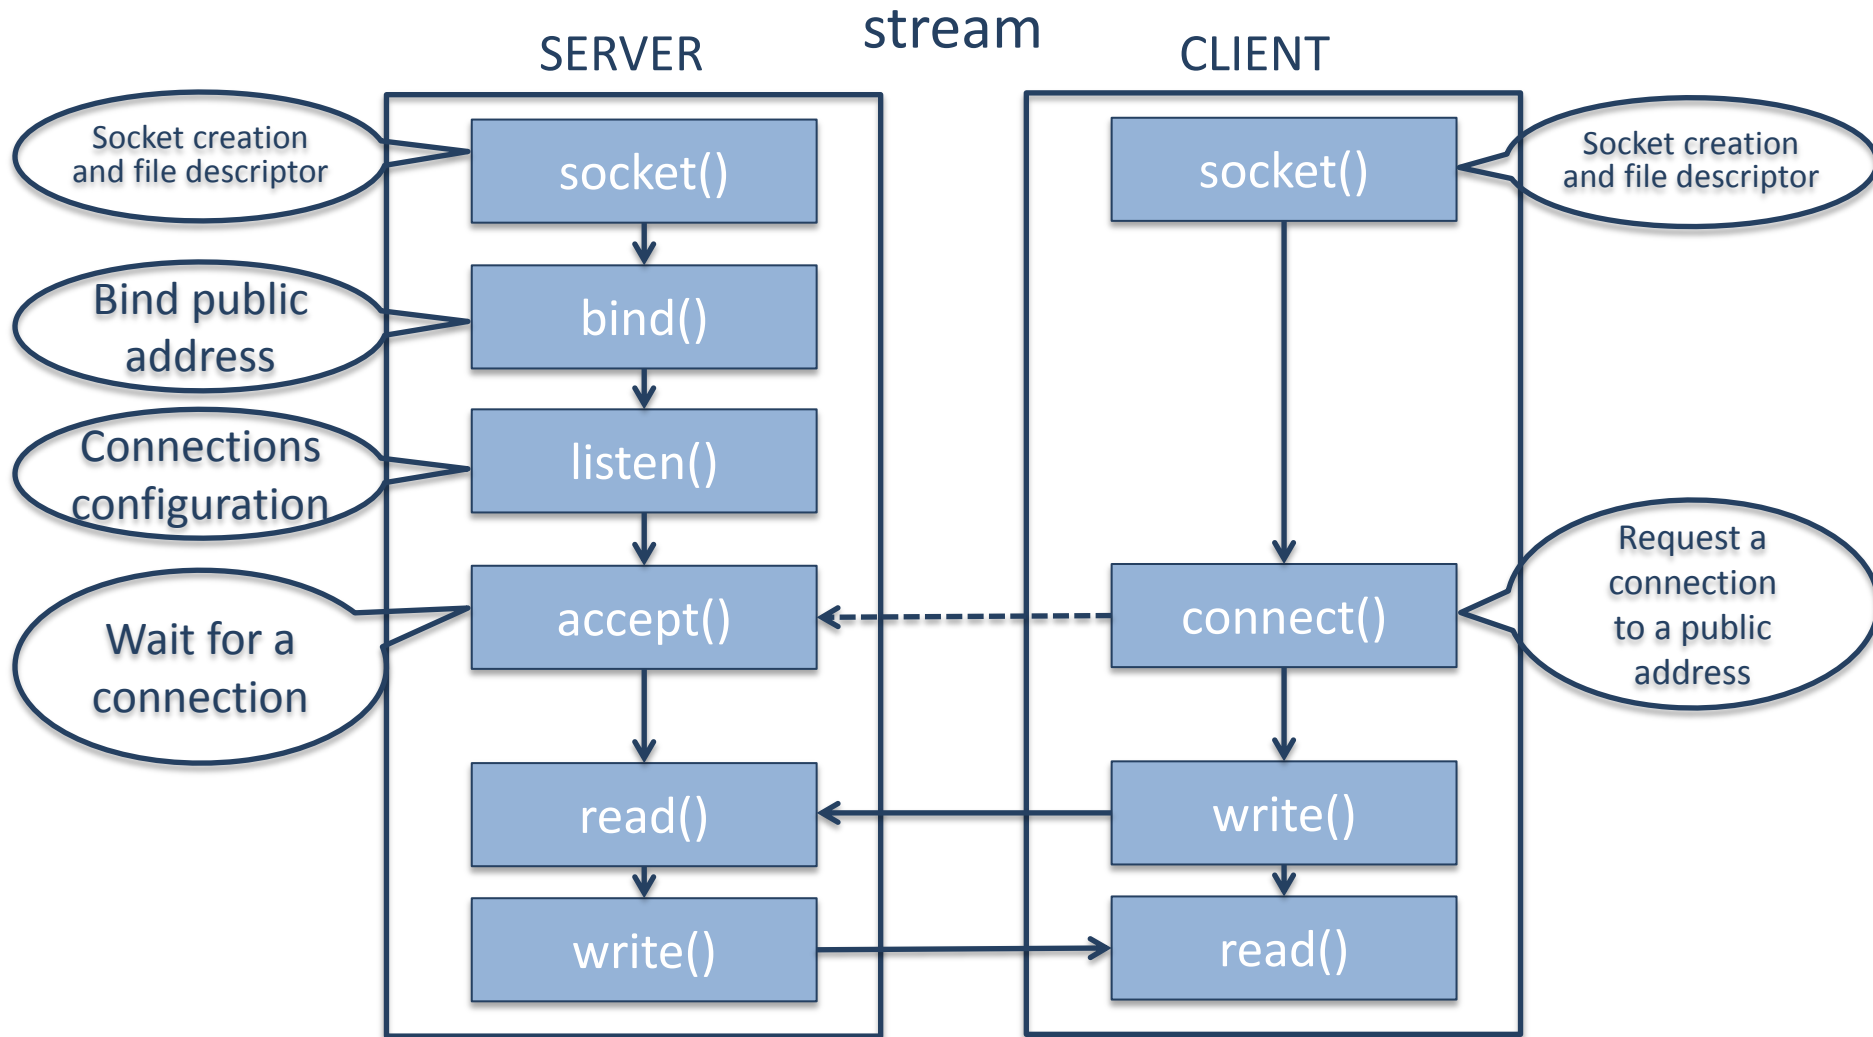 stream
SERVER
CLIENT
Socket creation
and file descriptor
socket()
socket()
Socket creation
and file descriptor
Bind public
address
bind()
Connections
configuration
listen()
Wait for a
connection
accept()
connect()
Request a
connection
to a public
address
read()
write()
write()
read()